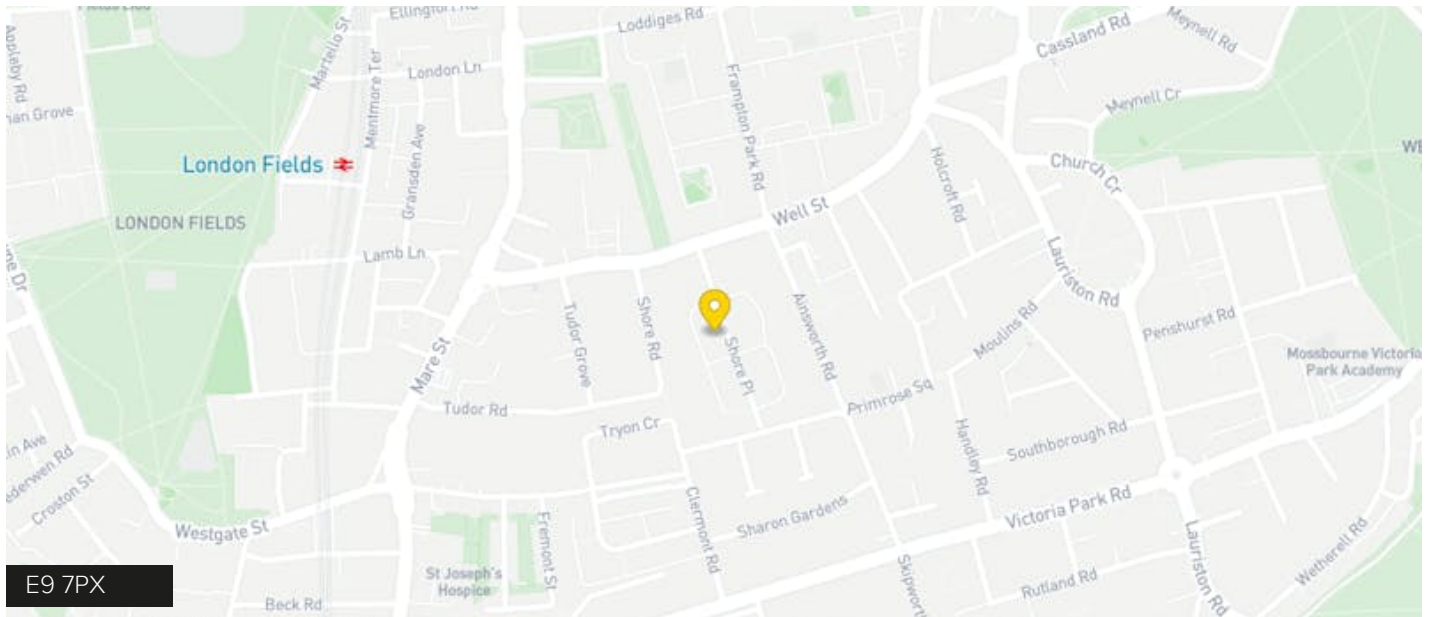 Ellingfort Rd
Loddiges Rd
Cassland Rd
Meynell Rd
Appleby Rd
Martello St
Mentmore Ter
London Ln
Frampton Park Rd
Meynell Cr
Gransden Ave
London Fields
Holcroft Rd
Church Cr
LONDON FIELDS
Well St
Lamb Ln
Lauriston Rd
Tudor Grove
Shore Rd
Shore Pl
Ainsworth Rd
Moulins Rd
Penshurst Rd
Mossbourne Victoria
Park Academy
Mare St
Tudor Rd
Tryon Cr
Primrose Sq
Handley Rd
Southborough Rd
Croston St
Westgate St
Clermont Rd
Sharon Gardens
Victoria Park Rd
Fremont St
Lauriston Rd
Wetherell Rd
St Joseph's
Hospice
Rutland Rd
Beck Rd
E9 7PX